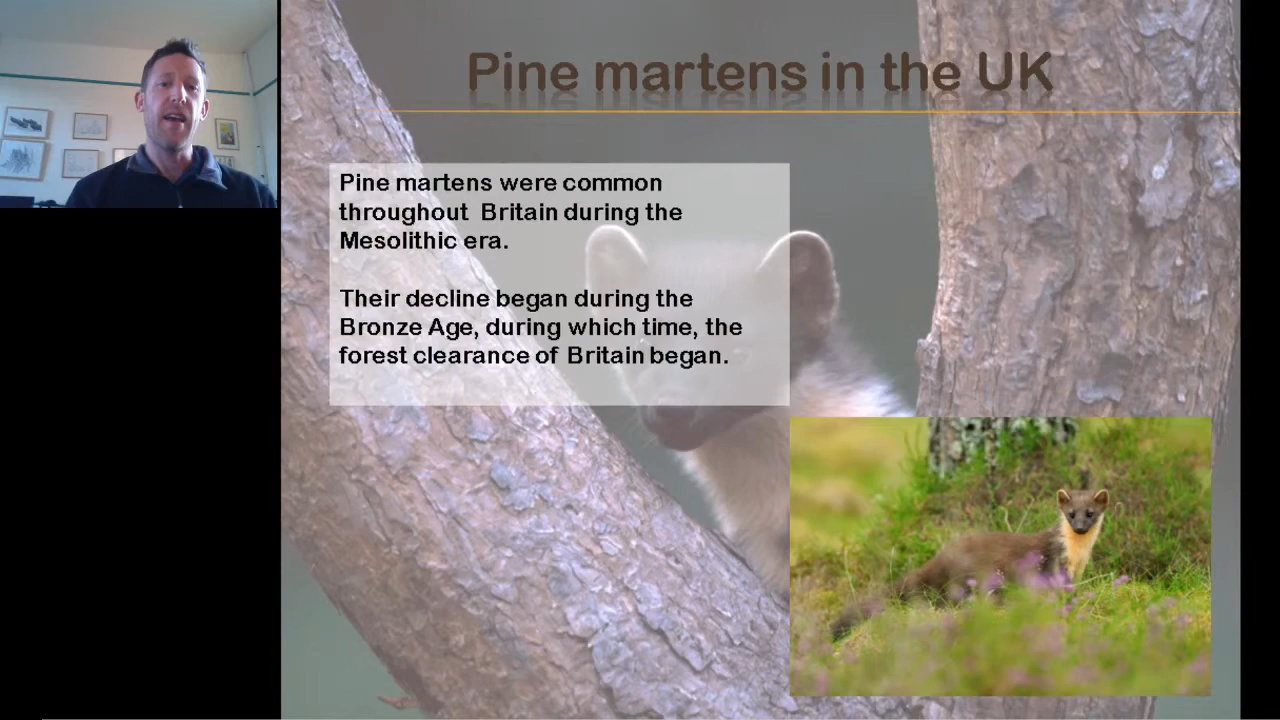 Pine martens in the UK
Pine martens were common
throughout Britain during the
Mesolithic era.
Their decline began during the
Bronze Age, during which time, the
forest clearance of Britain began.